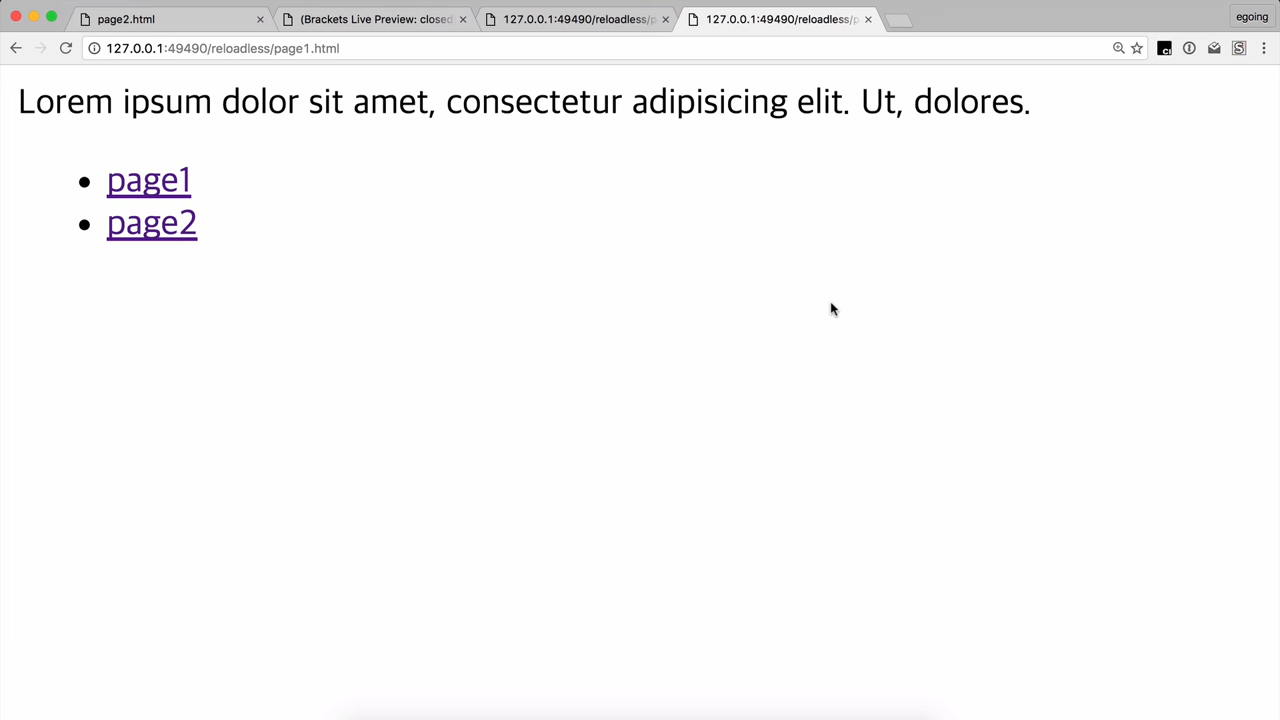 page2.html
(Brackets Live Preview: closed
127.0.0.1:49490/reloadless/p
127.0.0.1:49490/reloadless/p
egoing
127.0.0.1:49490/reloadless/page1.html
Lorem ipsum dolor sit amet, consectetur adipisicing elit. Ut, dolores.
page1
page2